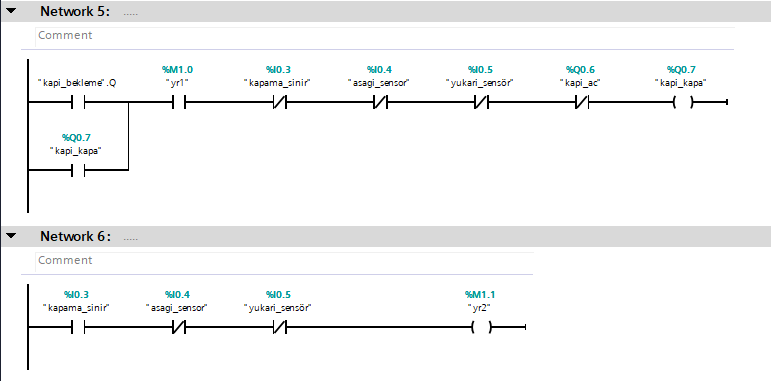 Network 5: .....
Comment
%M1.0 %I0.3 %I0.4 %I0.5 %Q0.6 %Q0.7
"kapi_bekleme".Q "yr1" "kapama_sinir" "asagi_sensor" "yukari_sensör" "kapi_ac" "kapi_kapa"
%Q0.7
"kapi_kapa"
Network 6: .....
Comment
%I0.3 %I0.4 %I0.5 %M1.1
"kapama_sinir" "asagi_sensor" "yukari_sensör" "yr2"